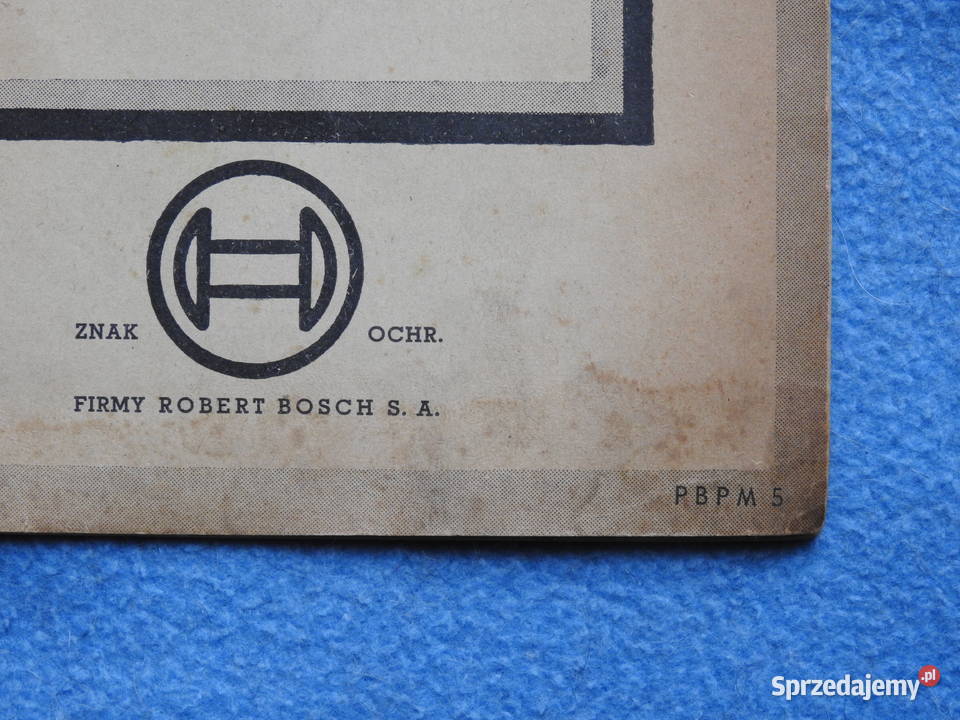 ZNAK OCHR.
FIRMY ROBERT BOSCH S. A.
PBPM 5
Sprzedajemy.pl